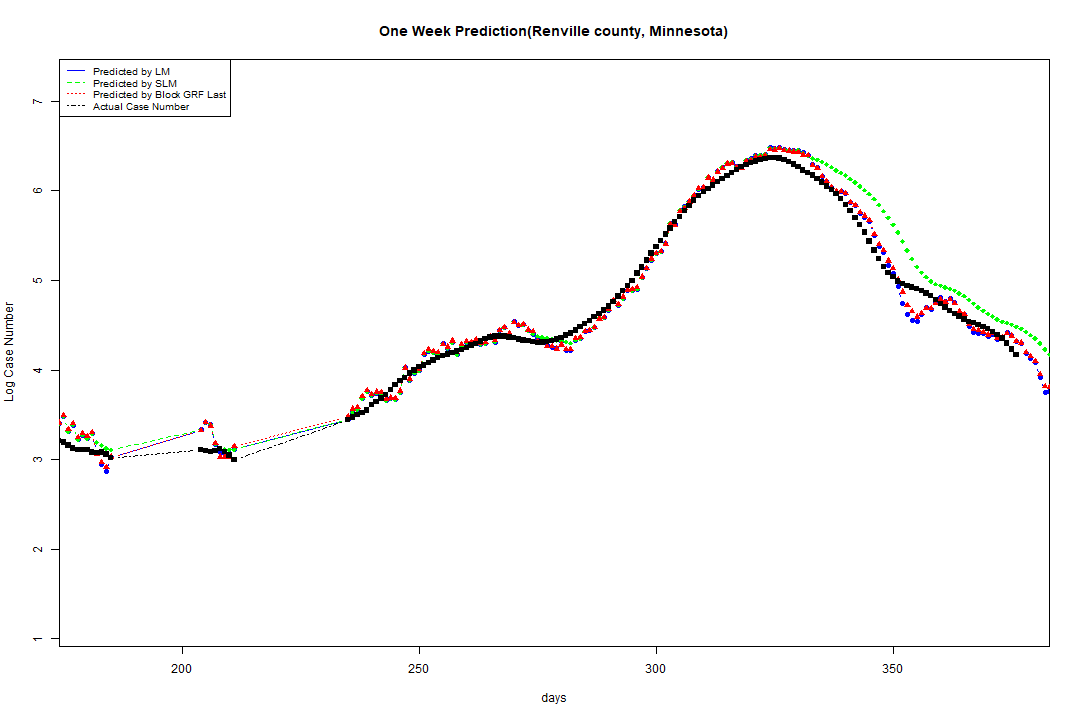 One Week Prediction(Renville county, Minnesota)
Predicted by LM
Predicted by SLM
Predicted by Block GRF Last
Actual Case Number
7
6
5
4
3
2
1
Log Case Number
200 250 300 350
days